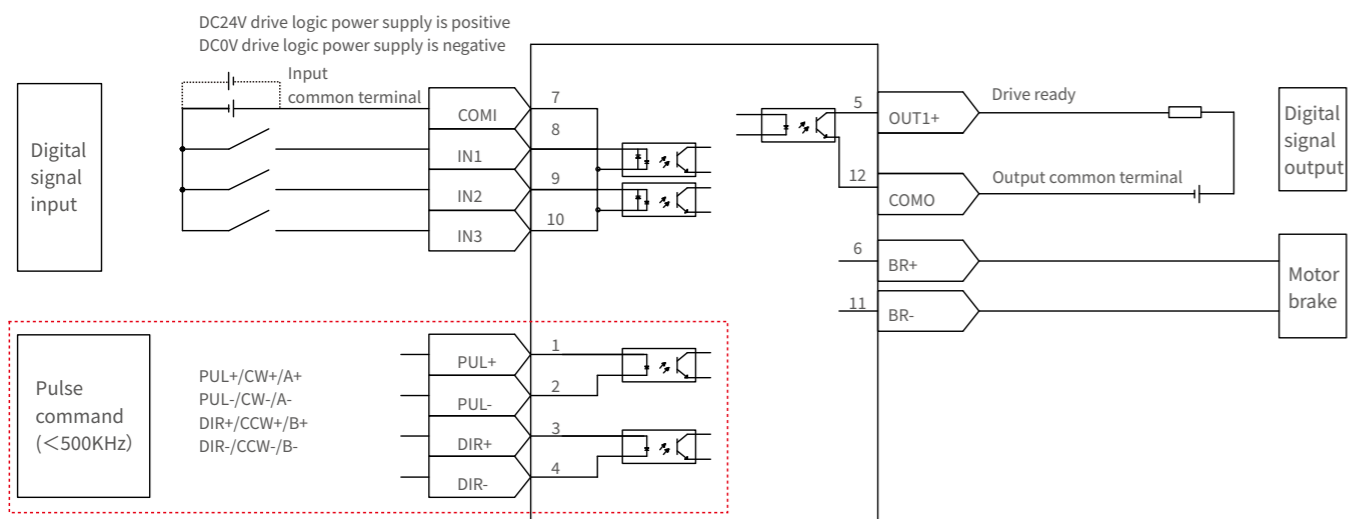 DC24V drive logic power supply is positive
DC0V drive logic power supply is negative
Digital
signal
input
Input
common terminal
COMI
IN1
IN2
IN3
7
8
9
10
5
12
6
11
OUT1+
COMO
BR+
BR-
Drive ready
Output common terminal
Digital
signal
output
Motor
brake
Pulse
command
(<500KHz)
PUL+/CW+/A+
PUL-/CW-/A-
DIR+/CCW+/B+
DIR-/CCW-/B-
PUL+
PUL-
DIR+
DIR-
1
2
3
4